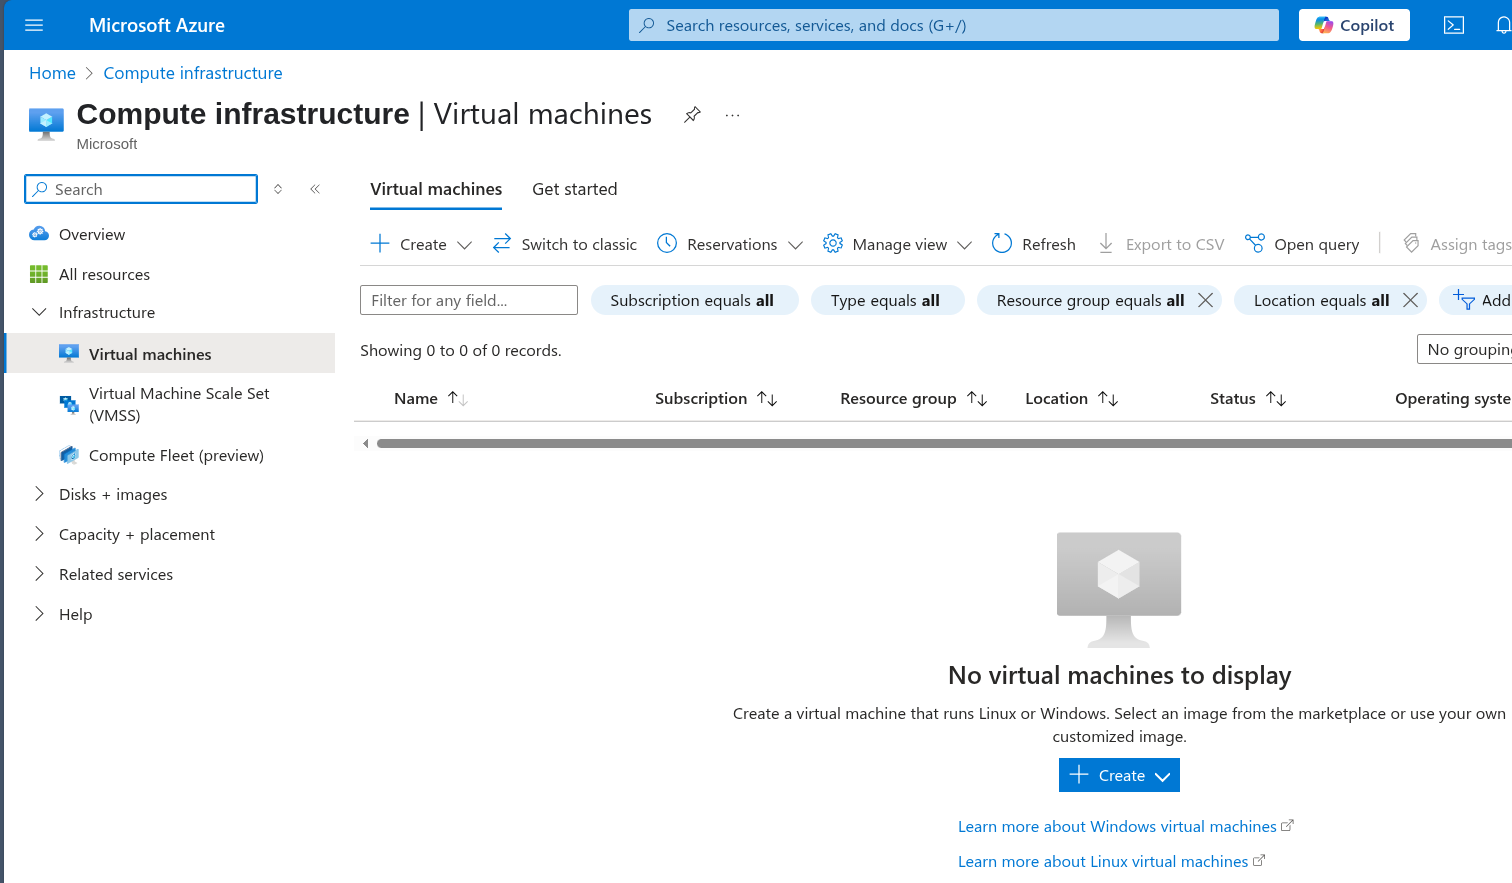 Microsoft Azure
Search resources, services, and docs (G+/)
Copilot
Home > Compute infrastructure
Compute infrastructure | Virtual machines
Microsoft
Search
Overview
All resources
Infrastructure
Virtual machines
Virtual Machine Scale Set
(VMSS)
Compute Fleet (preview)
Disks + images
Capacity + placement
Related services
Help
Virtual machines Get started
Create Switch to classic Reservations Manage view Refresh Export to CSV Open query Assign tags
Filter for any field... Subscription equals all Type equals all Resource group equals all Location equals all Add
Showing 0 to 0 of 0 records.
No grouping
Name Subscription Resource group Location Status Operating syste
No virtual machines to display
Create a virtual machine that runs Linux or Windows. Select an image from the marketplace or use your own
customized image.
Create
Learn more about Windows virtual machines
Learn more about Linux virtual machines